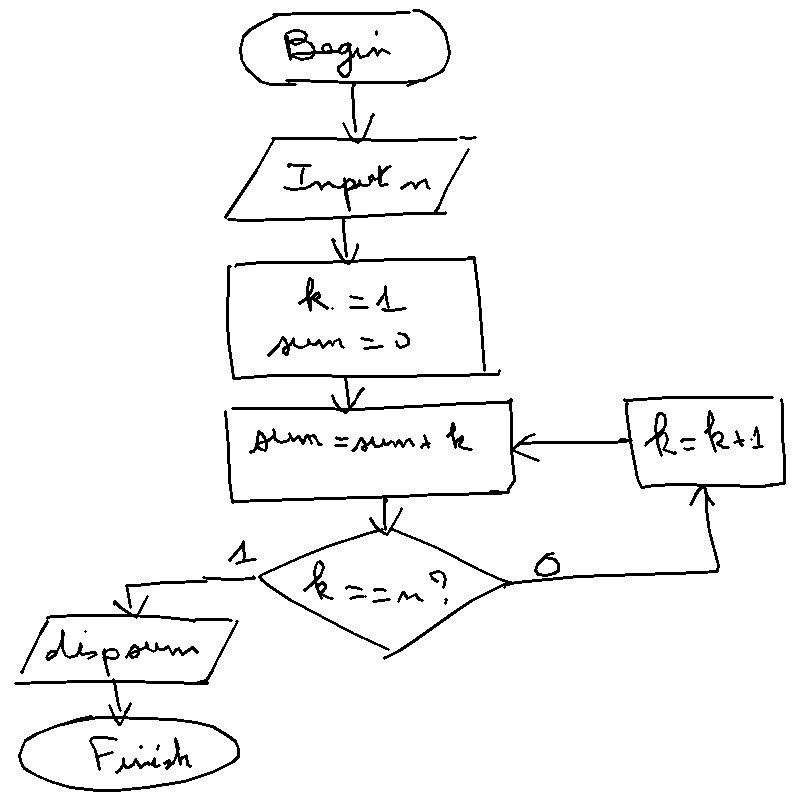 Begin
Input n
k = 1
sum = 0
sum = sum + k
k = k + 1
k == n?
1
0
disp sum
Finish